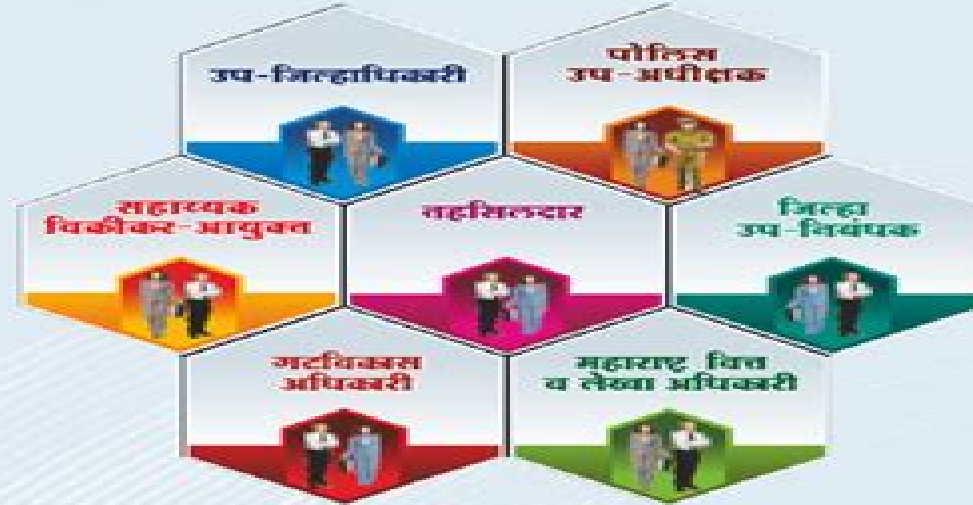 उप-जिल्हाधिकारी
पोलिस
उप-अधीक्षक
सहाय्यक
विक्रीकर-आयुक्त
तहसिलदार
जिल्हा
उप-निबंधक
गटविकास
अधिकारी
महाराष्ट्र वित्त
व लेखा अधिकारी